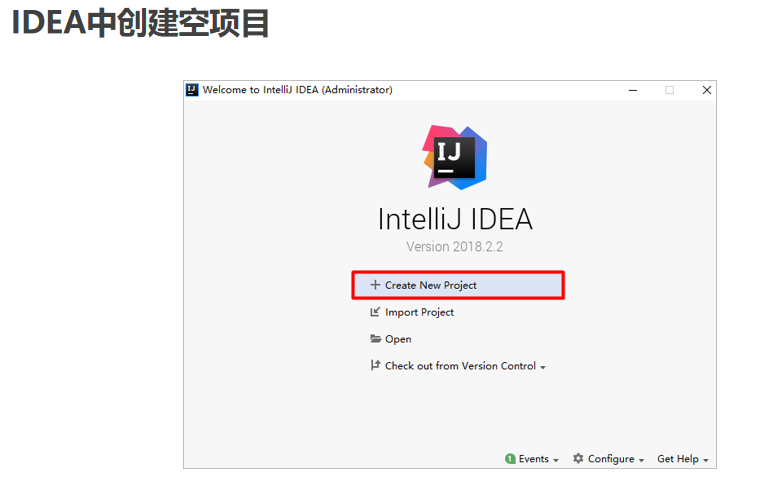 IDEA中创建空项目
IJ Welcome to IntelliJ IDEA (Administrator)
IJ
IntelliJ IDEA
Version 2018.2.2
Create New Project
Import Project
Open
Check out from Version Control
1 Events Configure Get Help